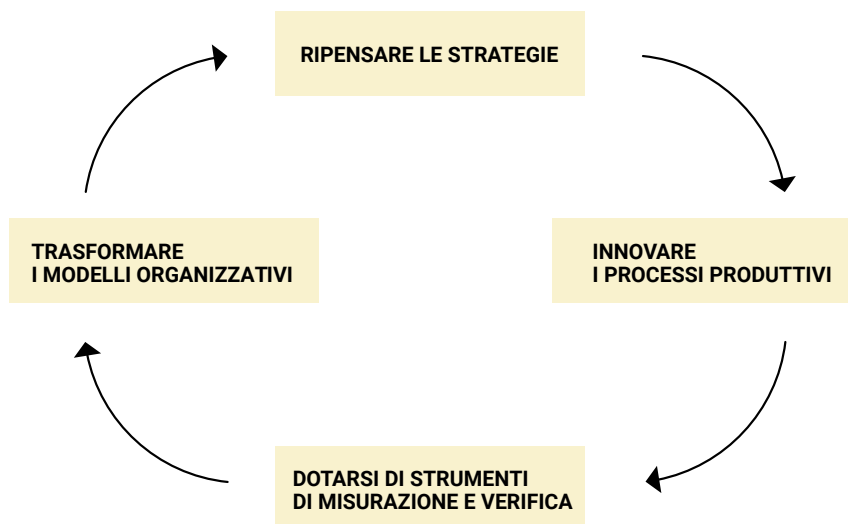 RIPENSARE LE STRATEGIE
INNOVARE
I PROCESSI PRODUTTIVI
DOTARSI DI STRUMENTI
DI MISURAZIONE E VERIFICA
TRASFORMARE
I MODELLI ORGANIZZATIVI